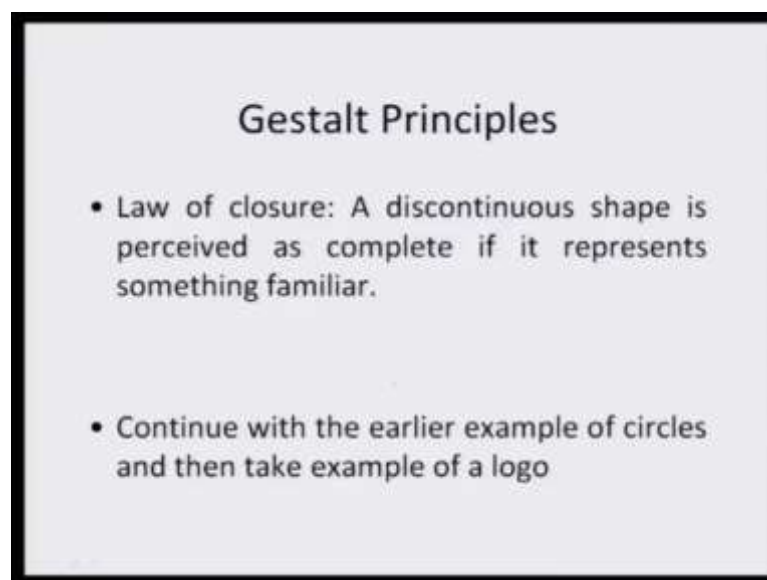 Gestalt Principles
• Law of closure: A discontinuous shape is
perceived as complete if it represents
something familiar.
• Continue with the earlier example of circles
and then take example of a logo